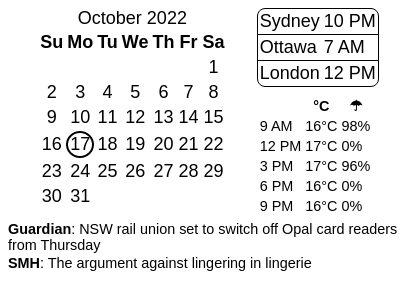 October 2022
Su Mo Tu We Th Fr Sa
1
2 3 4 5 6 7 8
9 10 11 12 13 14 15
16 17 18 19 20 21 22
23 24 25 26 27 28 29
30 31
Sydney 10 PM
Ottawa 7 AM
London 12 PM
°C ☂
9 AM 16°C 98%
12 PM 17°C 0%
3 PM 17°C 96%
6 PM 16°C 0%
9 PM 16°C 0%
Guardian: NSW rail union set to switch off Opal card readers
from Thursday
SMH: The argument against lingering in lingerie